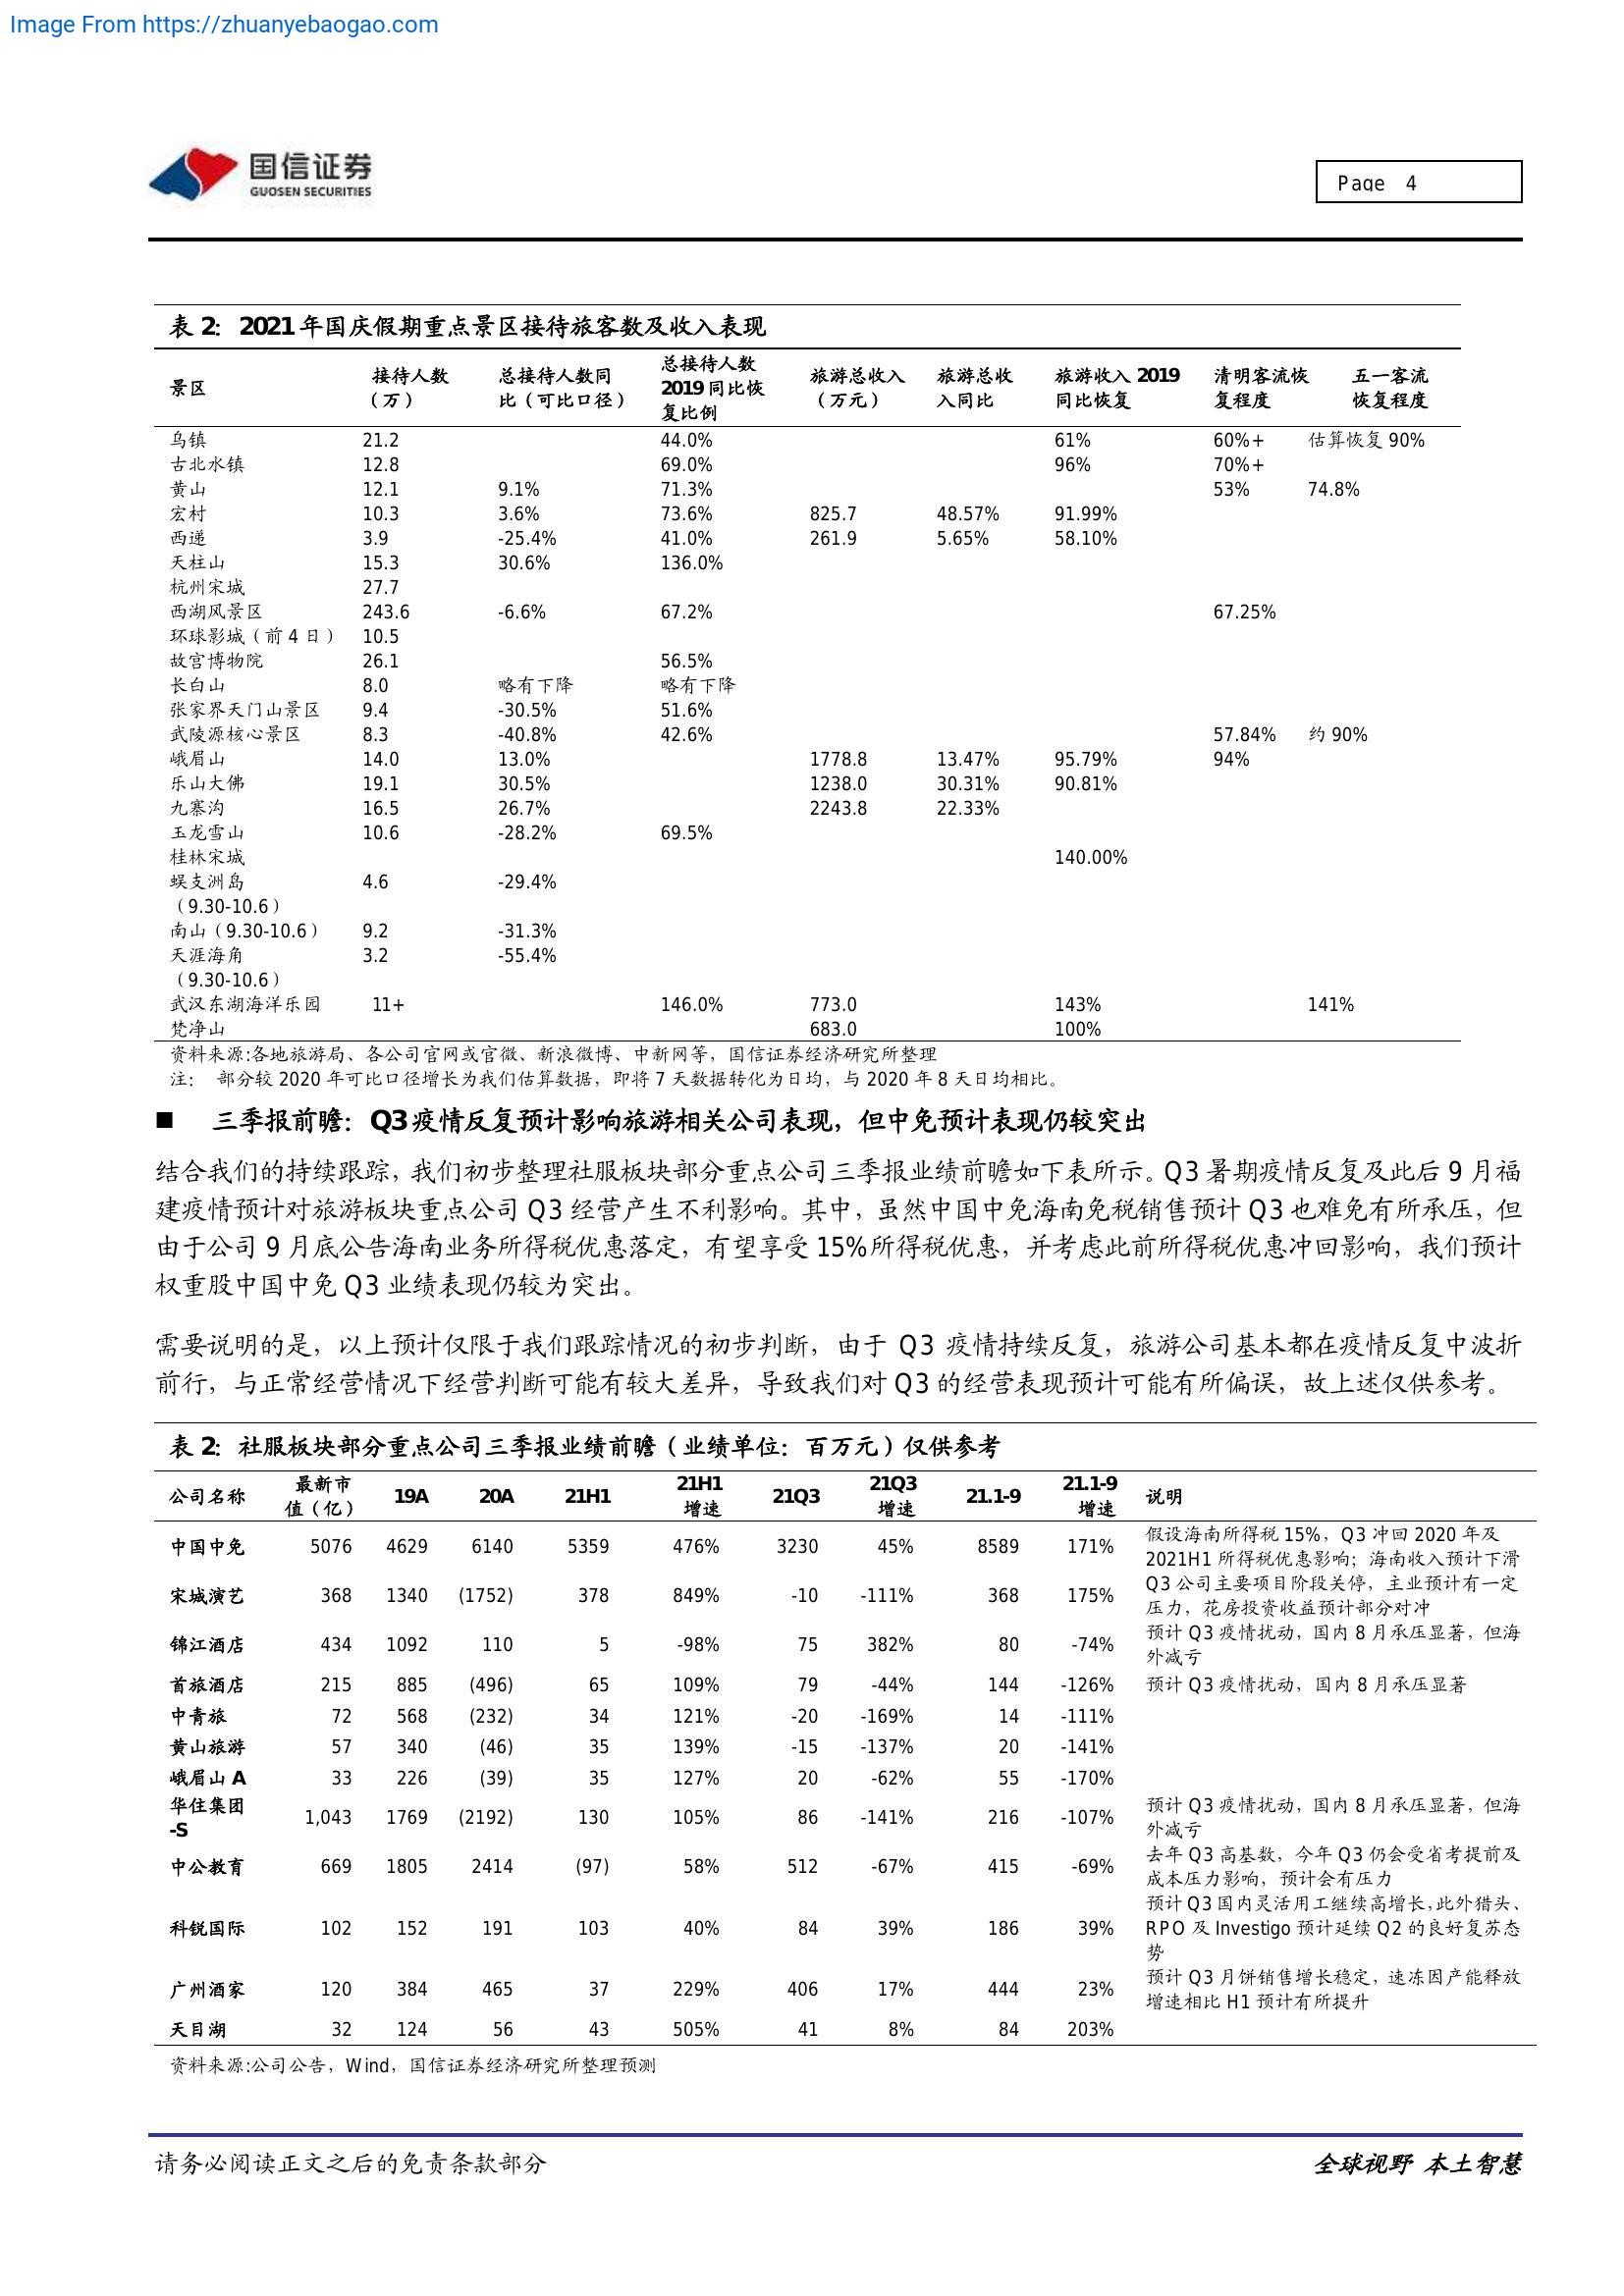 Image From https://zhuanyebaogao.com
国信证券
GUOSEN SECURITIES
Page 4
表 2：2021 年国庆假期重点景区接待旅客数及收入表现
景区 接待人数（万） 总接待人数同比（可比口径） 总接待人数 2019 同比恢复比例 旅游总收入（万元） 旅游总收入同比 旅游收入 2019 同比恢复 清明客流恢复程度 五一客流恢复程度
乌镇 21.2 44.0% 61% 60%+ 估算恢复 90%
古北水镇 12.8 69.0% 96% 70%+
黄山 12.1 9.1% 71.3% 53% 74.8%
宏村 10.3 3.6% 73.6% 825.7 48.57% 91.99%
西递 3.9 -25.4% 41.0% 261.9 5.65% 58.10%
天柱山 15.3 30.6% 136.0%
杭州宋城 27.7
西湖风景区 243.6 -6.6% 67.2% 67.25%
环球影城（前 4 日） 10.5
故宫博物院 26.1 56.5%
长白山 8.0 略有下降 略有下降
张家界天门山景区 9.4 -30.5% 51.6%
武陵源核心景区 8.3 -40.8% 42.6% 57.84% 约 90%
峨眉山 14.0 13.0% 1778.8 13.47% 95.79% 94%
乐山大佛 19.1 30.5% 1238.0 30.31% 90.81%
九寨沟 16.5 26.7% 2243.8 22.33%
玉龙雪山 10.6 -28.2% 69.5%
桂林宋城 140.00%
蜈支洲岛 4.6 -29.4%
（9.30-10.6）
南山（9.30-10.6） 9.2 -31.3%
天涯海角 3.2 -55.4%
（9.30-10.6）
武汉东湖海洋乐园 11+ 146.0% 773.0 143% 141%
梵净山 683.0 100%
资料来源:各地旅游局、各公司官网或官微、新浪微博、中新网等，国信证券经济研究所整理
注： 部分较 2020 年可比口径增长为我们估算数据，即将 7 天数据转化为日均，与 2020 年 8 天日均相比。
■ 三季报前瞻：Q3 疫情反复预计影响旅游相关公司表现，但中免预计表现仍较突出
结合我们的持续跟踪，我们初步整理社服板块部分重点公司三季报业绩前瞻如下表所示。Q3 暑期疫情反复及此后 9 月福
建疫情预计对旅游板块重点公司 Q3 经营产生不利影响。其中，虽然中国中免海南免税销售预计 Q3 也难免有所承压，但
由于公司 9 月底公告海南业务所得税优惠落定，有望享受 15%所得税优惠，并考虑此前所得税优惠冲回影响，我们预计
权重股中国中免 Q3 业绩表现仍较为突出。
需要说明的是，以上预计仅限于我们跟踪情况的初步判断，由于 Q3 疫情持续反复，旅游公司基本都在疫情反复中波折
前行，与正常经营情况下经营判断可能有较大差异，导致我们对 Q3 的经营表现预计可能有所偏误，故上述仅供参考。
表 2：社服板块部分重点公司三季报业绩前瞻（业绩单位：百万元）仅供参考
公司名称 最新市值（亿） 19A 20A 21H1 21H1 增速 21Q3 21Q3 增速 21.1-9 21.1-9 增速 说明
中国中免 5076 4629 6140 5359 476% 3230 45% 8589 171% 假设海南所得税 15%，Q3 冲回 2020 年及
2021H1 所得税优惠影响；海南收入预计下滑
宋城演艺 368 1340 (1752) 378 849% -10 -111% 368 175% Q3 公司主要项目阶段关停，主业预计有一定
压力，花房投资收益预计部分对冲
锦江酒店 434 1092 110 5 -98% 75 382% 80 -74% 预计 Q3 疫情扰动，国内 8 月承压显著，但海
外减亏
首旅酒店 215 885 (496) 65 109% 79 -44% 144 -126% 预计 Q3 疫情扰动，国内 8 月承压显著
中青旅 72 568 (232) 34 121% -20 -169% 14 -111%
黄山旅游 57 340 (46) 35 139% -15 -137% 20 -141%
峨眉山 A 33 226 (39) 35 127% 20 -62% 55 -170%
华住集团-S 1,043 1769 (2192) 130 105% 86 -141% 216 -107% 预计 Q3 疫情扰动，国内 8 月承压显著，但海
外减亏
中公教育 669 1805 2414 (97) 58% 512 -67% 415 -69% 去年 Q3 高基数，今年 Q3 仍会受省考提前及
成本压力影响，预计会有压力
科锐国际 102 152 191 103 40% 84 39% 186 39% 预计 Q3 国内灵活用工继续高增长，此外猎头、
RPO 及 Investigo 预计延续 Q2 的良好复苏态
势
广州酒家 120 384 465 37 229% 406 17% 444 23% 预计 Q3 月饼销售增长稳定，速冻因产能释放
增速相比 H1 预计有所提升
天目湖 32 124 56 43 505% 41 8% 84 203%
资料来源:公司公告，Wind，国信证券经济研究所整理预测
请务必阅读正文之后的免责条款部分
全球视野 本土智慧